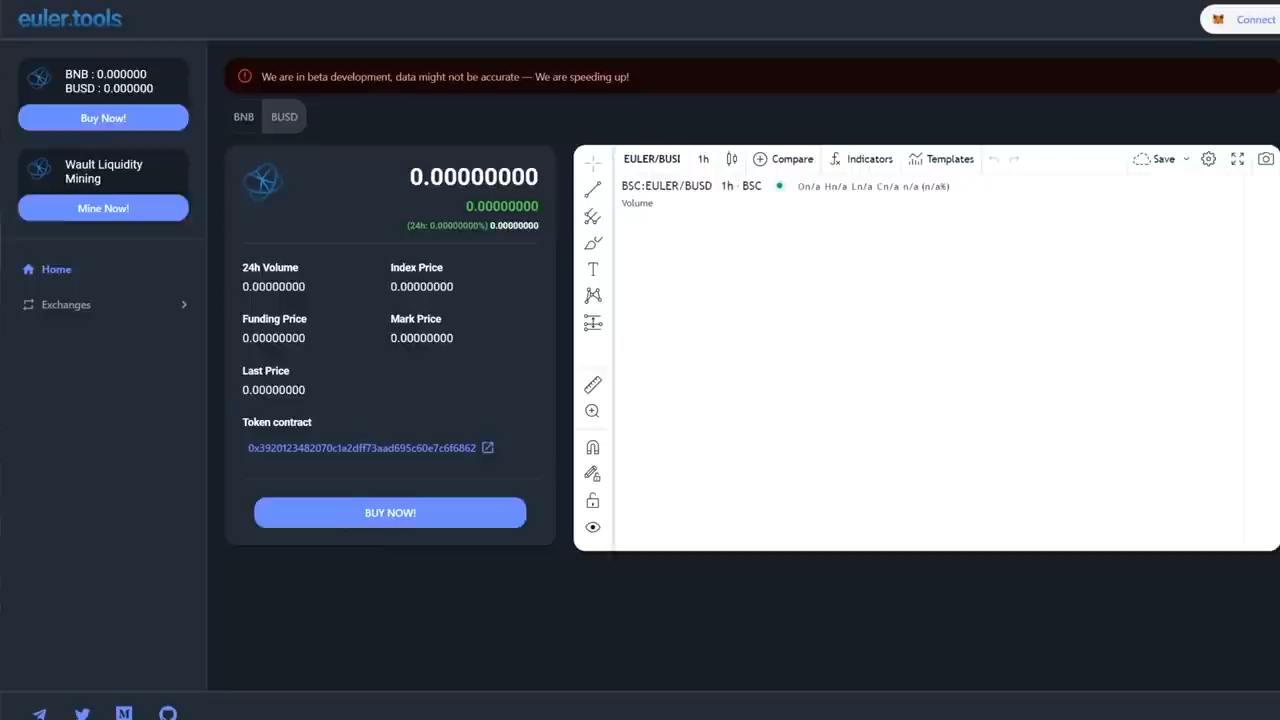 euler.tools
Connect
BNB : 0.000000
BUSD : 0.000000
Buy Now!
Wault Liquidity
Mining
Mine Now!
Home
Exchanges
We are in beta development, data might not be accurate — We are speeding up!
BNB
BUSD
0.00000000
0.00000000
(24h: 0.00000000%) 0.00000000
24h Volume
Index Price
0.00000000
0.00000000
Funding Price
Mark Price
0.00000000
0.00000000
Last Price
0.00000000
Token contract
0x3920123482070c1a2dff73aad695c60e7c6f6862
BUY NOW!
EULER/BUSI 1h Compare Indicators Templates Save
BSC:EULER/BUSD 1h · BSC On/a Hn/a Ln/a Cn/a n/a (n/a%)
Volume